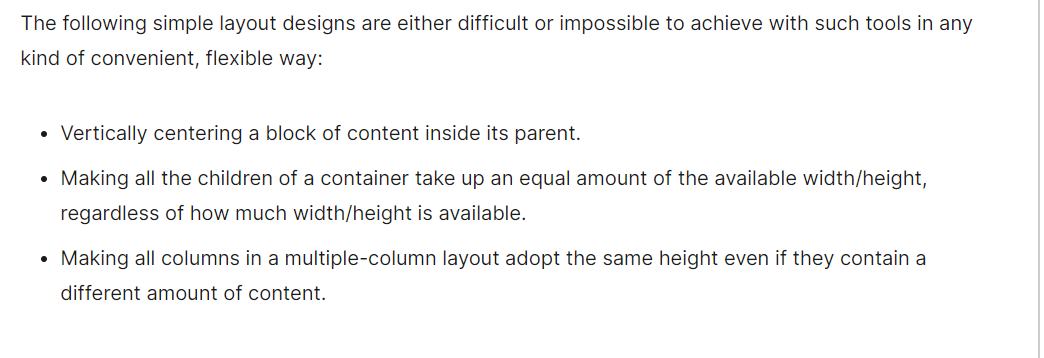 The following simple layout designs are either difficult or impossible to achieve with such tools in any
kind of convenient, flexible way:
• Vertically centering a block of content inside its parent.
• Making all the children of a container take up an equal amount of the available width/height,
regardless of how much width/height is available.
• Making all columns in a multiple-column layout adopt the same height even if they contain a
different amount of content.